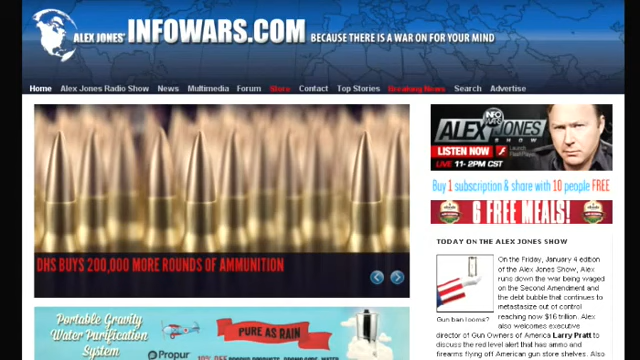 ALEX JONES' INFOWARS.COM BECAUSE THERE IS A WAR ON FOR YOUR MIND
Home Alex Jones Radio Show News Multimedia Forum Store Contact Top Stories Breaking News Search Advertise
DHS BUYS 200,000 MORE ROUNDS OF AMMUNITION
INFO WARS
ALEX JONES
SHOW
LISTEN NOW
LIVE 11-2PM CST
Buy 1 subscription & share with 10 people FREE
6 FREE MEALS!
TODAY ON THE ALEX JONES SHOW
Gun ban looms?
On the Friday, January 4 edition
of the Alex Jones Show, Alex
runs down the war being waged
on the Second Amendment and
the debt bubble that continues to
metastasize out of control
reaching now $16 trillion. Alex
also welcomes executive
director of Gun Owners of America Larry Pratt to
discuss the red level alert that has ammo and
firearms flying off American gun store shelves. Also
Portable Gravity
Water Purification
System
PURE AS RAIN
Propur